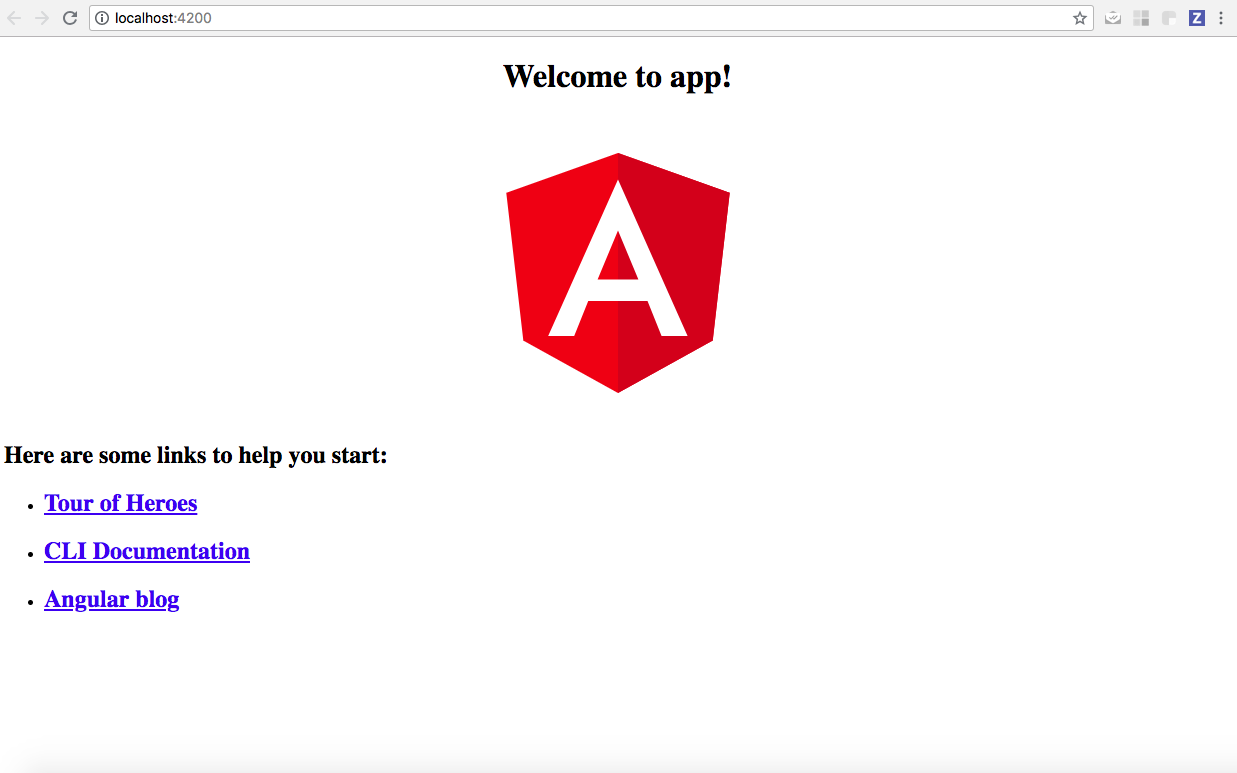 localhost:4200
Z
Welcome to app!
A
Here are some links to help you start:
Tour of Heroes
CLI Documentation
Angular blog